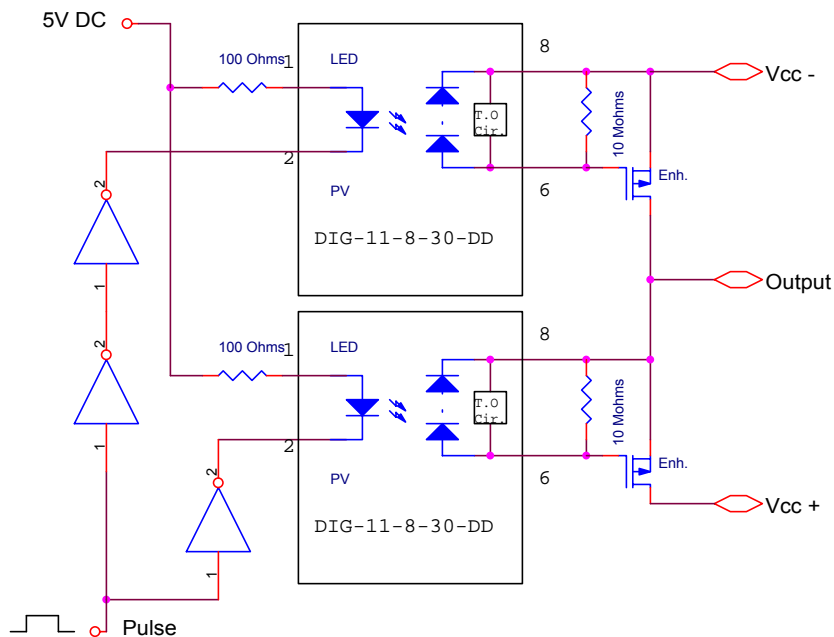 5V DC
100 Ohms
1
LED
8
Vcc -
T.O
Cir.
10 Mohms
2
2
PV
6
Enh.
DIG-11-8-30-DD
1
Output
100 Ohms
1
LED
8
2
T.O
Cir.
10 Mohms
1
2
2
PV
6
Enh.
Vcc +
DIG-11-8-30-DD
1
Pulse